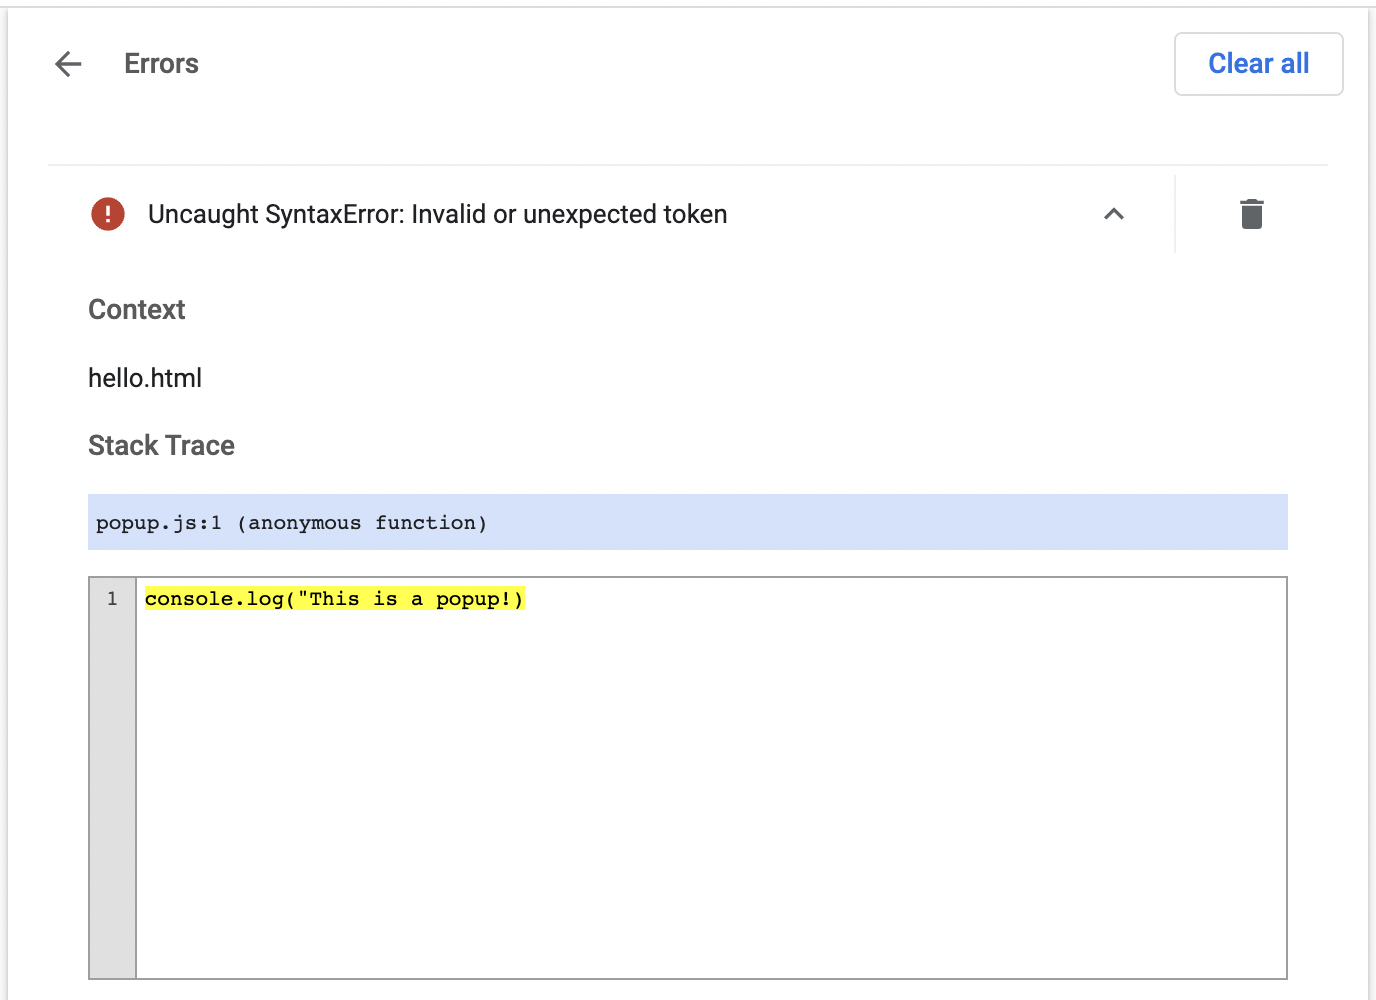 Errors
Clear all
Uncaught SyntaxError: Invalid or unexpected token
Context
hello.html
Stack Trace
popup.js:1 (anonymous function)
1 console.log("This is a popup!)